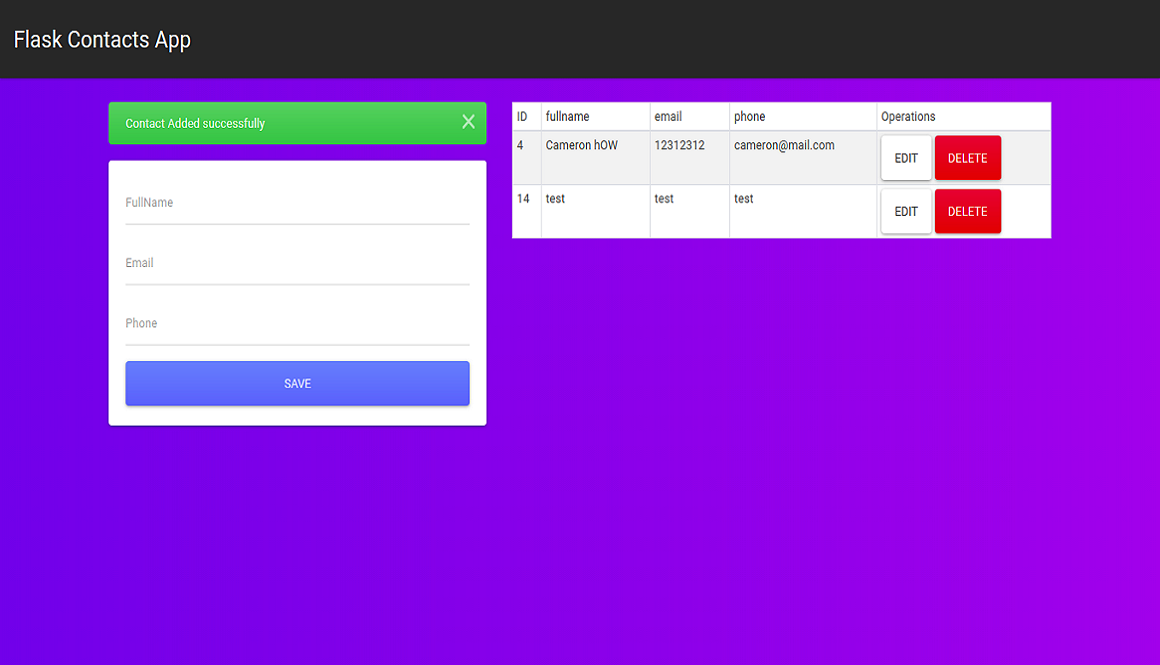 Flask Contacts App
Contact Added successfully
FullName
Email
Phone
SAVE
ID fullname email phone Operations
4 Cameron hOW 12312312 cameron@mail.com EDIT DELETE
14 test test test EDIT DELETE